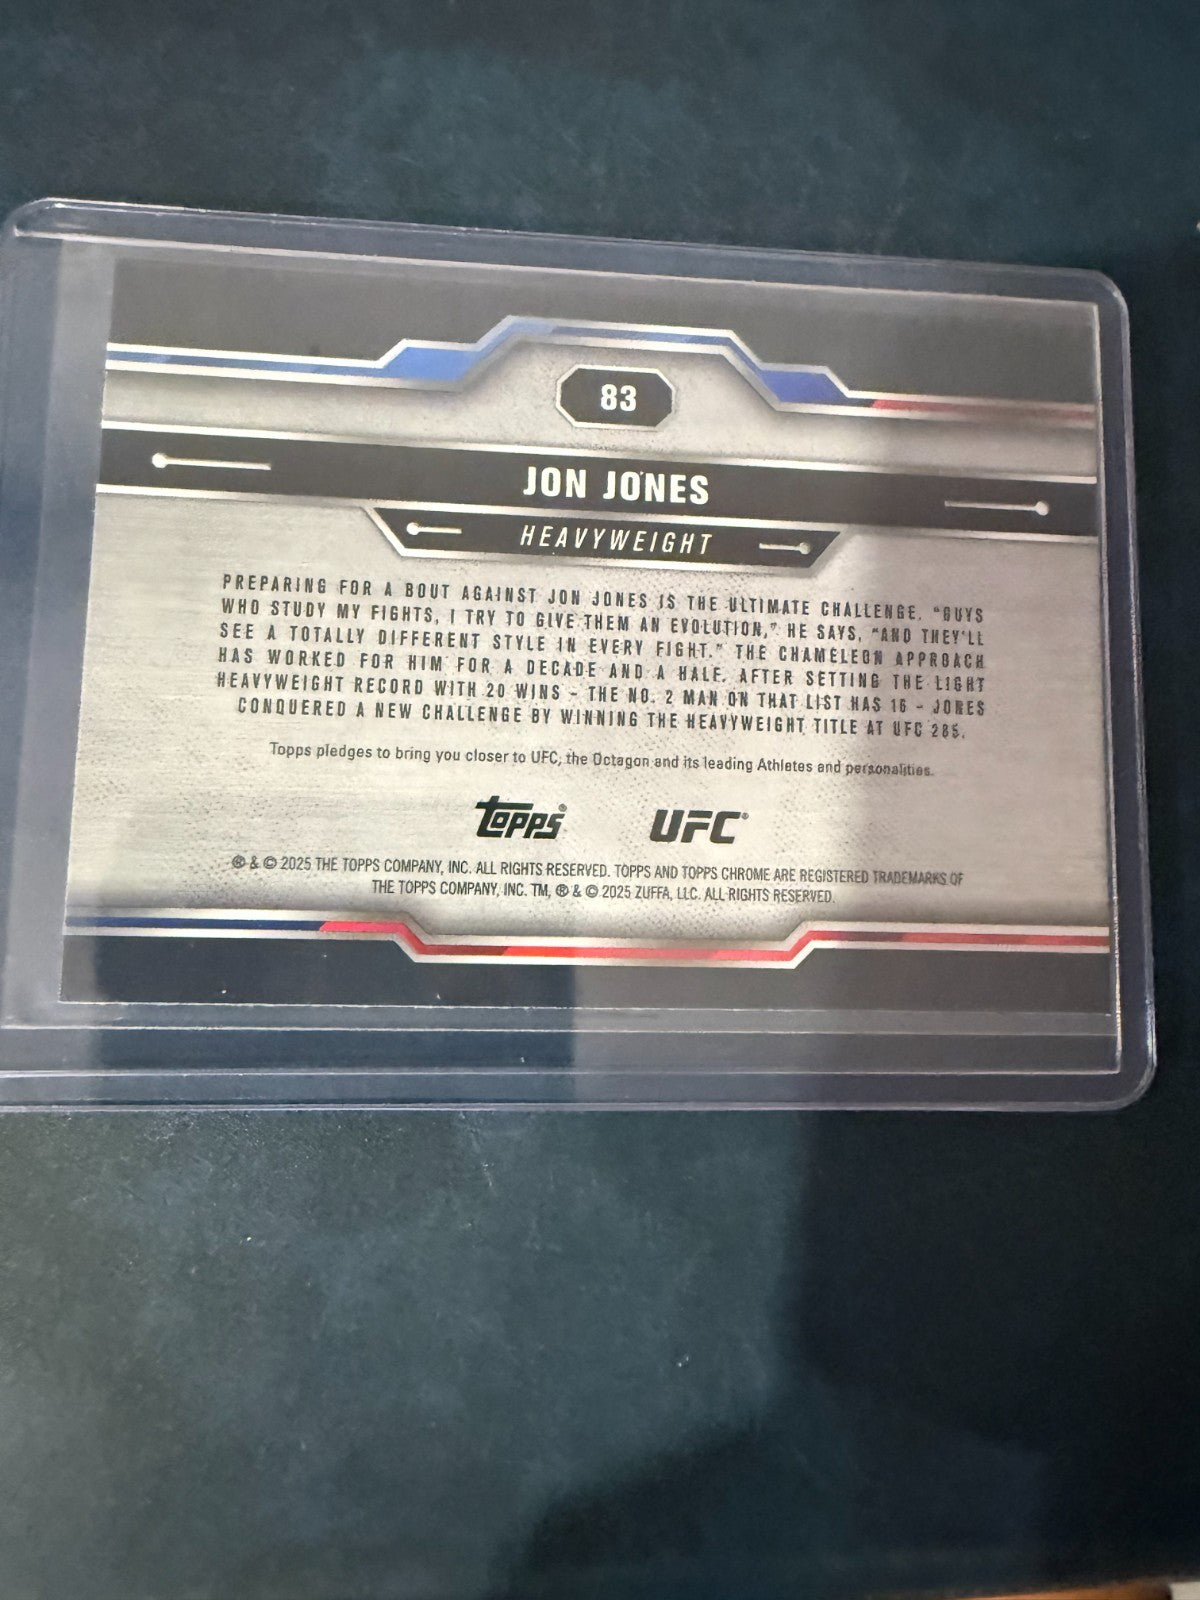 83
JON JONES
HEAVYWEIGHT
PREPARING FOR A BOUT AGAINST JON JONES IS THE ULTIMATE CHALLENGE. "GUYS
WHO STUDY MY FIGHTS, I TRY TO GIVE THEM AN EVOLUTION," HE SAYS, "AND THEY'LL
SEE A TOTALLY DIFFERENT STYLE IN EVERY FIGHT." THE CHAMELEON APPROACH
HAS WORKED FOR HIM FOR A DECADE AND A HALF. AFTER SETTING THE LIGHT
HEAVYWEIGHT RECORD WITH 20 WINS – THE NO. 2 MAN ON THAT LIST HAS 16 – JONES
CONQUERED A NEW CHALLENGE BY WINNING THE HEAVYWEIGHT TITLE AT UFC 285.
Topps pledges to bring you closer to UFC, the Octagon and its leading Athletes and personalities.
topps® UFC®
® & © 2025 THE TOPPS COMPANY, INC. ALL RIGHTS RESERVED. TOPPS AND TOPPS CHROME ARE REGISTERED TRADEMARKS OF
THE TOPPS COMPANY, INC. TM, ® & © 2025 ZUFFA, LLC. ALL RIGHTS RESERVED.